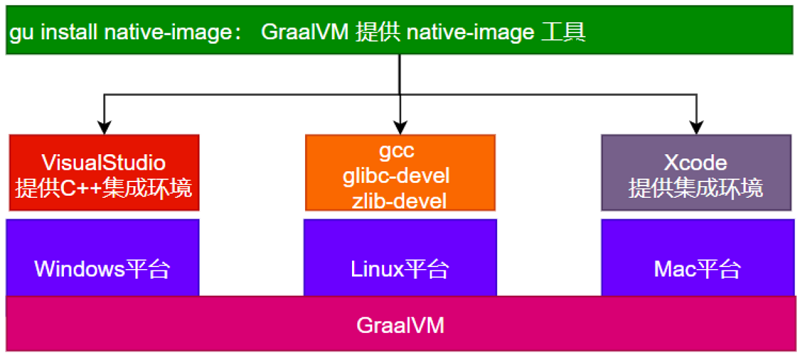 gu install native-image： GraalVM 提供 native-image 工具
VisualStudio
提供C++集成环境
gcc
glibc-devel
zlib-devel
Xcode
提供集成环境
Windows平台
Linux平台
Mac平台
GraalVM